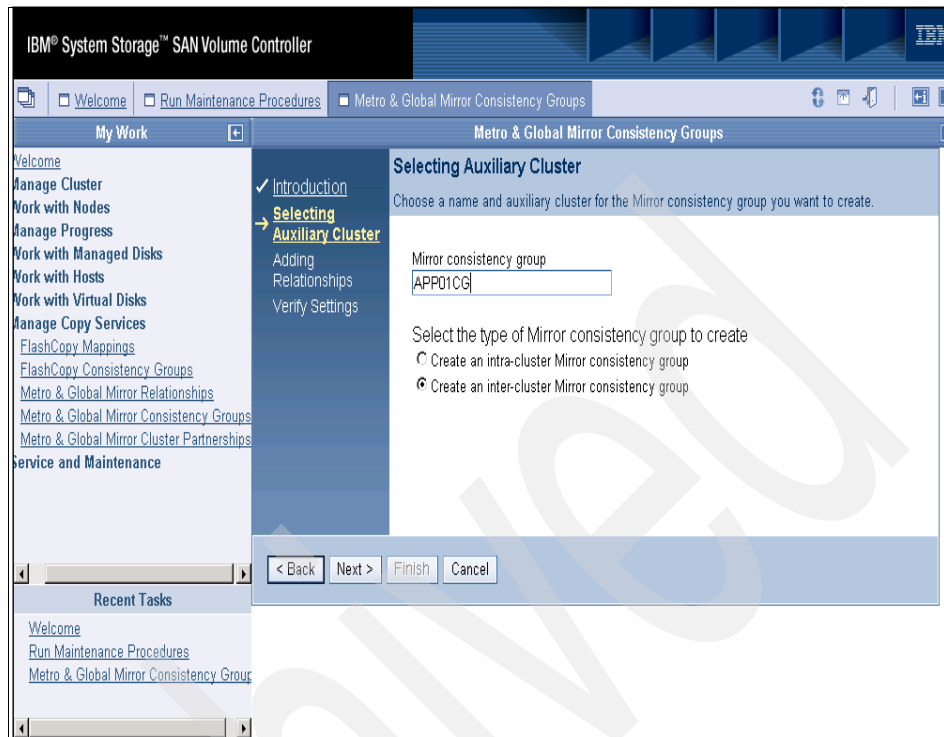 IBM® System Storage™ SAN Volume Controller
IBM
Welcome
Run Maintenance Procedures
Metro & Global Mirror Consistency Groups
My Work
Metro & Global Mirror Consistency Groups
Welcome
Manage Cluster
Work with Nodes
Manage Progress
Work with Managed Disks
Work with Hosts
Work with Virtual Disks
Manage Copy Services
FlashCopy Mappings
FlashCopy Consistency Groups
Metro & Global Mirror Relationships
Metro & Global Mirror Consistency Groups
Metro & Global Mirror Cluster Partnerships
Service and Maintenance
Recent Tasks
Welcome
Run Maintenance Procedures
Metro & Global Mirror Consistency Group
Introduction
Selecting
Auxiliary Cluster
Adding
Relationships
Verify Settings
Selecting Auxiliary Cluster
Choose a name and auxiliary cluster for the Mirror consistency group you want to create.
Mirror consistency group
APP01CG
Select the type of Mirror consistency group to create
Create an intra-cluster Mirror consistency group
Create an inter-cluster Mirror consistency group
< Back
Next >
Finish
Cancel